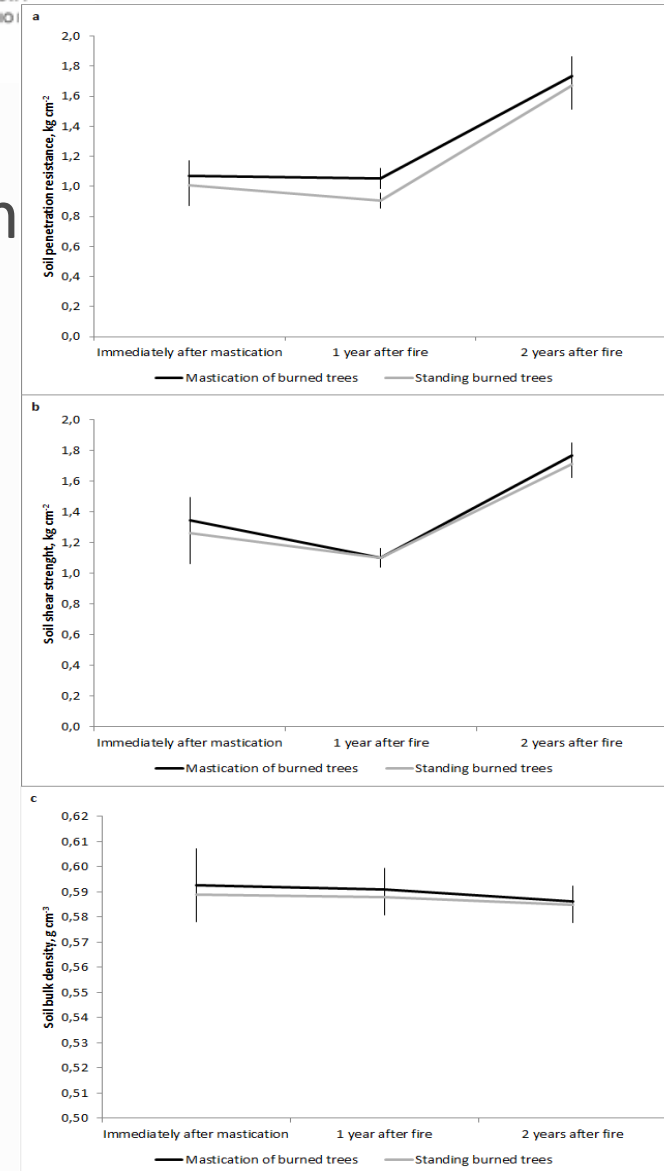 a
2,0
1,8
1,6
1,4
1,2
1,0
0,8
0,6
0,4
0,2
0,0
Soil penetration resistance, kg cm-2
Immediately after mastication 1 year after fire 2 years after fire
Mastication of burned trees Standing burned trees
b
2,0
1,8
1,6
1,4
1,2
1,0
0,8
0,6
0,4
0,2
0,0
Soil shear strenght, kg cm-2
Immediately after mastication 1 year after fire 2 years after fire
Mastication of burned trees Standing burned trees
c
0,62
0,61
0,60
0,59
0,58
0,57
0,56
0,55
0,54
0,53
0,52
0,51
0,50
Soil bulk density, g cm-3
Immediately after mastication 1 year after fire 2 years after fire
Mastication of burned trees Standing burned trees